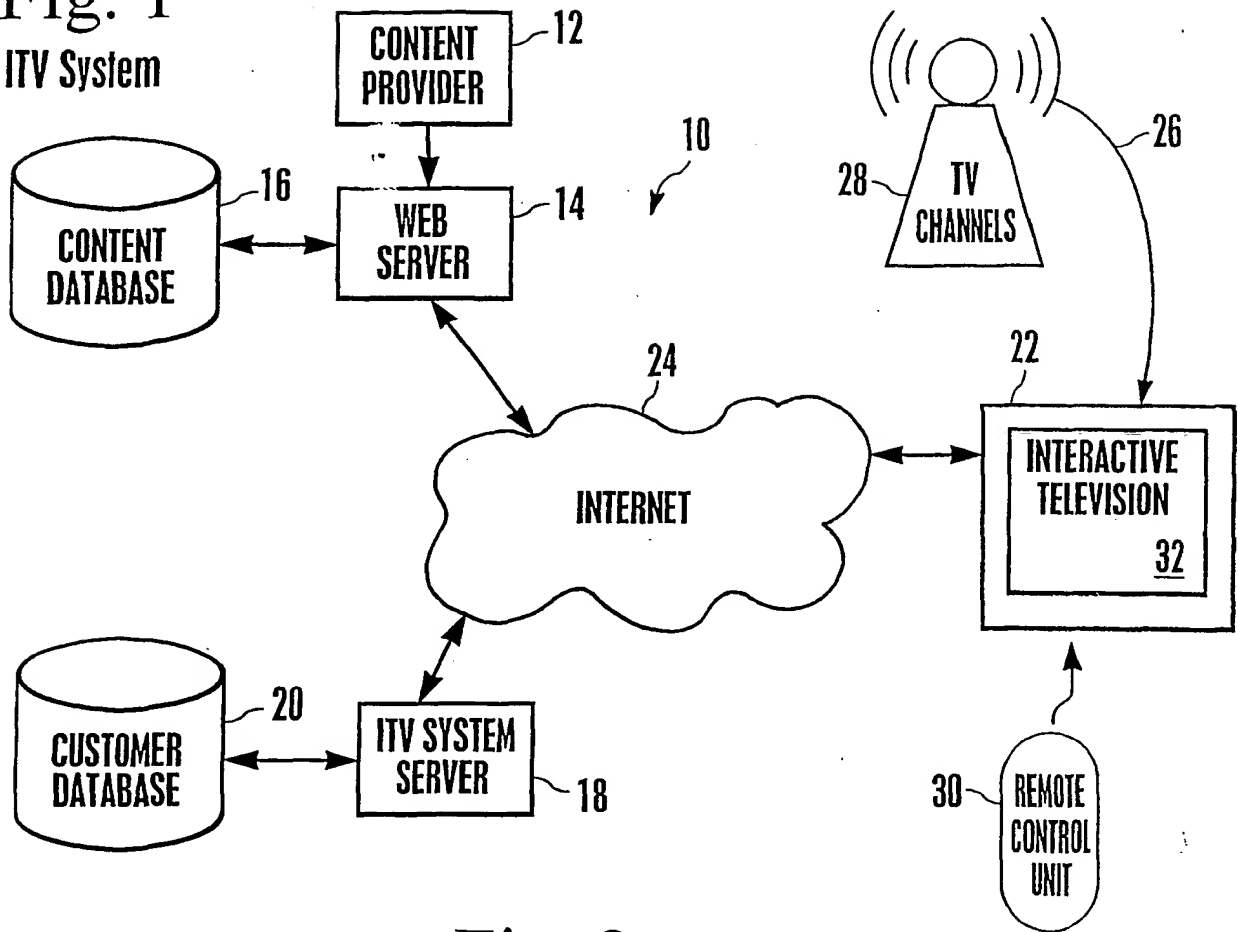 Fig. 1
ITV System
CONTENT
PROVIDER
12
10
26
28
TV
CHANNELS
16
CONTENT
DATABASE
14
WEB
SERVER
24
INTERNET
22
INTERACTIVE
TELEVISION
32
20
CUSTOMER
DATABASE
ITV SYSTEM
SERVER
18
30
REMOTE
CONTROL
UNIT